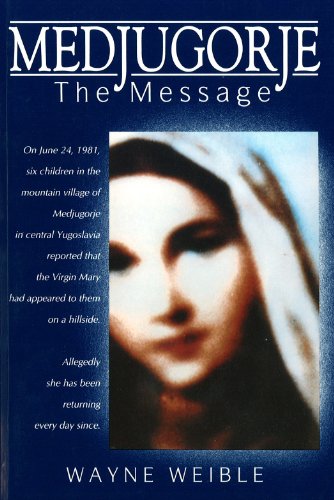 MEDJUGORJE
The Message
On June 24, 1981,
six children in the
mountain village of
Medjugorje
in central Yugoslavia
reported that
the Virgin Mary
had appeared to them
on a hillside.
Allegedly
she has been
returning
every day since.
WAYNE WEIBLE